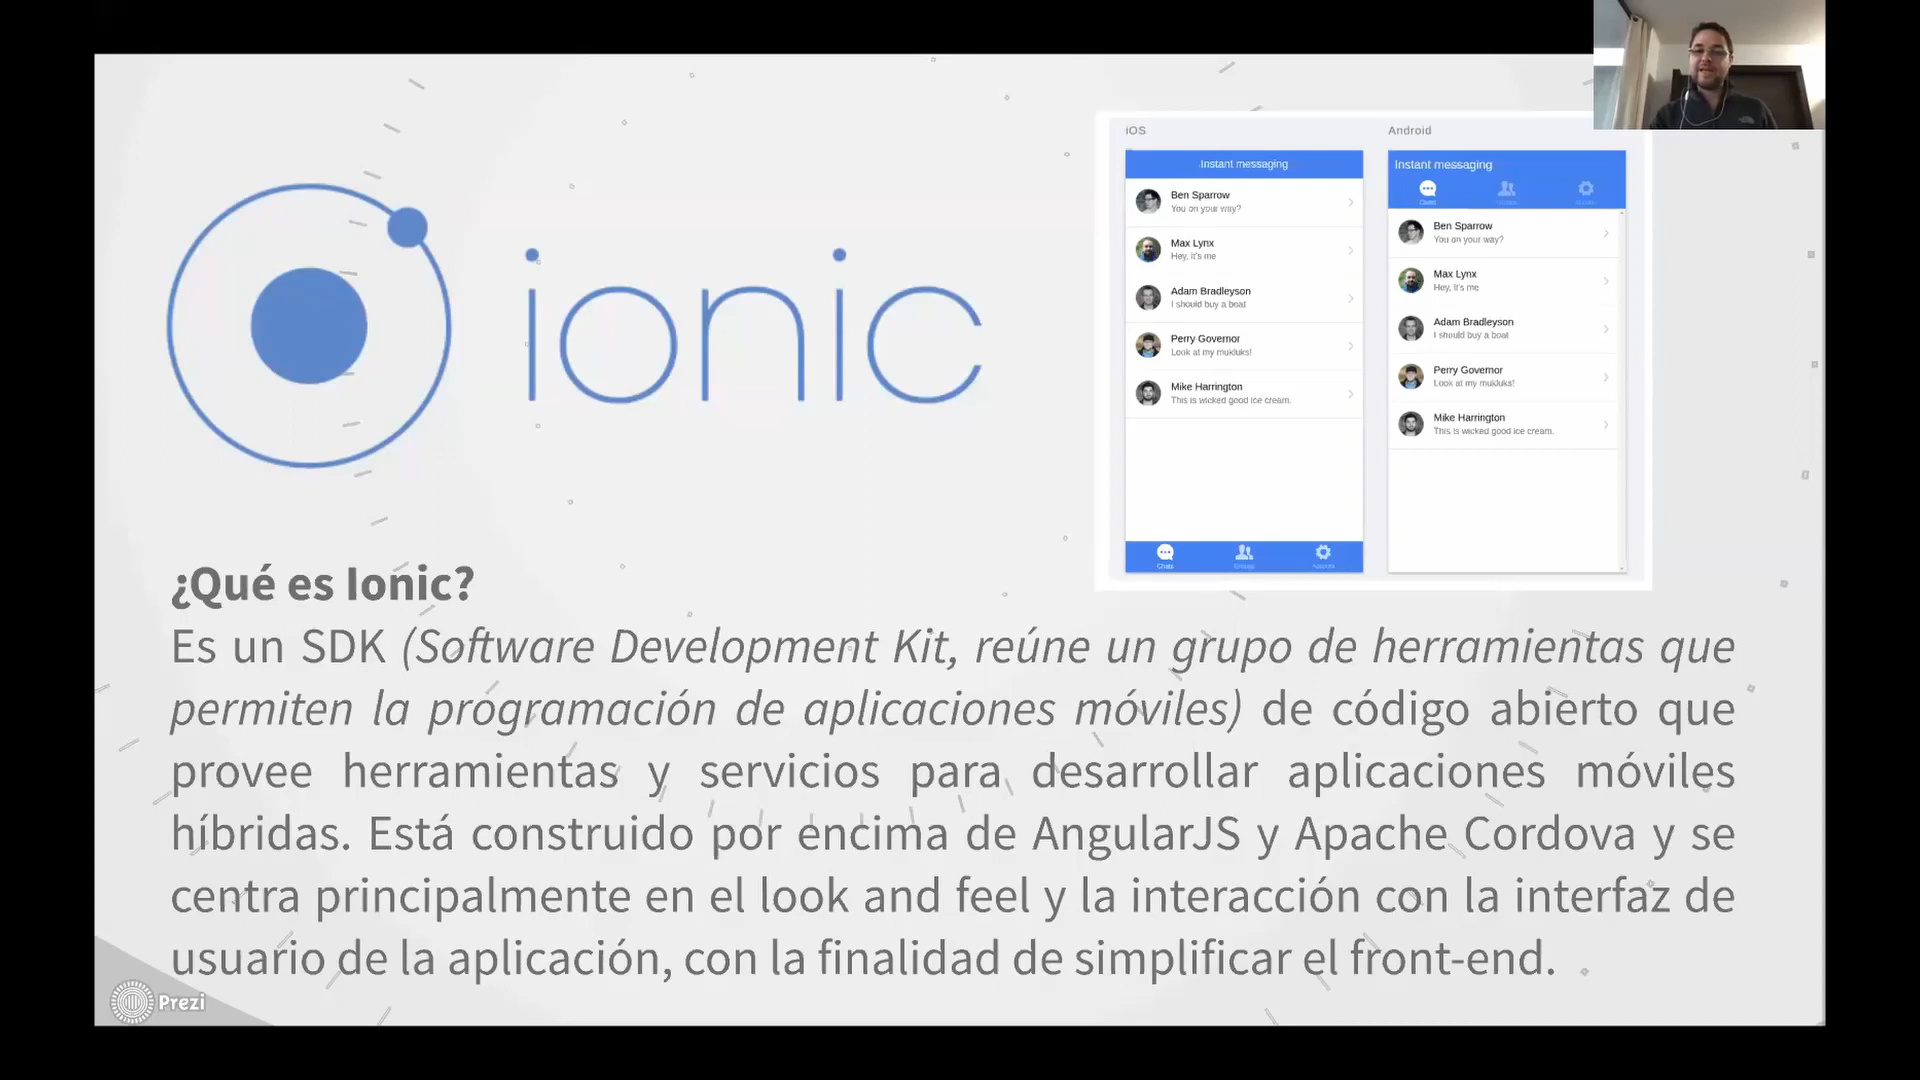 ionic
iOS
Instant messaging
Ben Sparrow
You on your way?
Max Lynx
Hey, it's me
Adam Bradleyson
I should buy a boat
Perry Governor
Look at my mukluks!
Mike Harrington
This is wicked good ice cream.
Chats
Android
Instant messaging
Chats
Ben Sparrow
You on your way?
Max Lynx
Hey, it's me
Adam Bradleyson
I should buy a boat
Perry Governor
Look at my mukluks!
Mike Harrington
This is wicked good ice cream.
¿Qué es Ionic?
Es un SDK (Software Development Kit, reúne un grupo de herramientas que
permiten la programación de aplicaciones móviles) de código abierto que
provee herramientas y servicios para desarrollar aplicaciones móviles
híbridas. Está construido por encima de AngularJS y Apache Cordova y se
centra principalmente en el look and feel y la interacción con la interfaz de
usuario de la aplicación, con la finalidad de simplificar el front-end.
Prezi